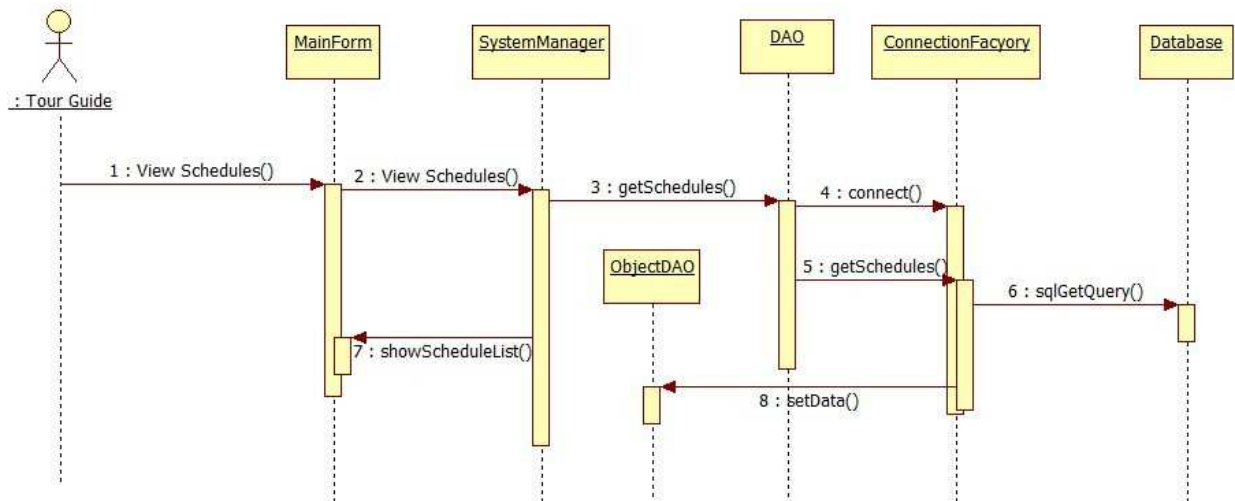 MainForm
SystemManager
DAO
ConnectionFacyory
Database
: Tour Guide
1 : View Schedules()
2 : View Schedules()
3 : getSchedules()
4 : connect()
ObjectDAO
5 : getSchedules()
6 : sqlGetQuery()
7 : showScheduleList()
8 : setData()